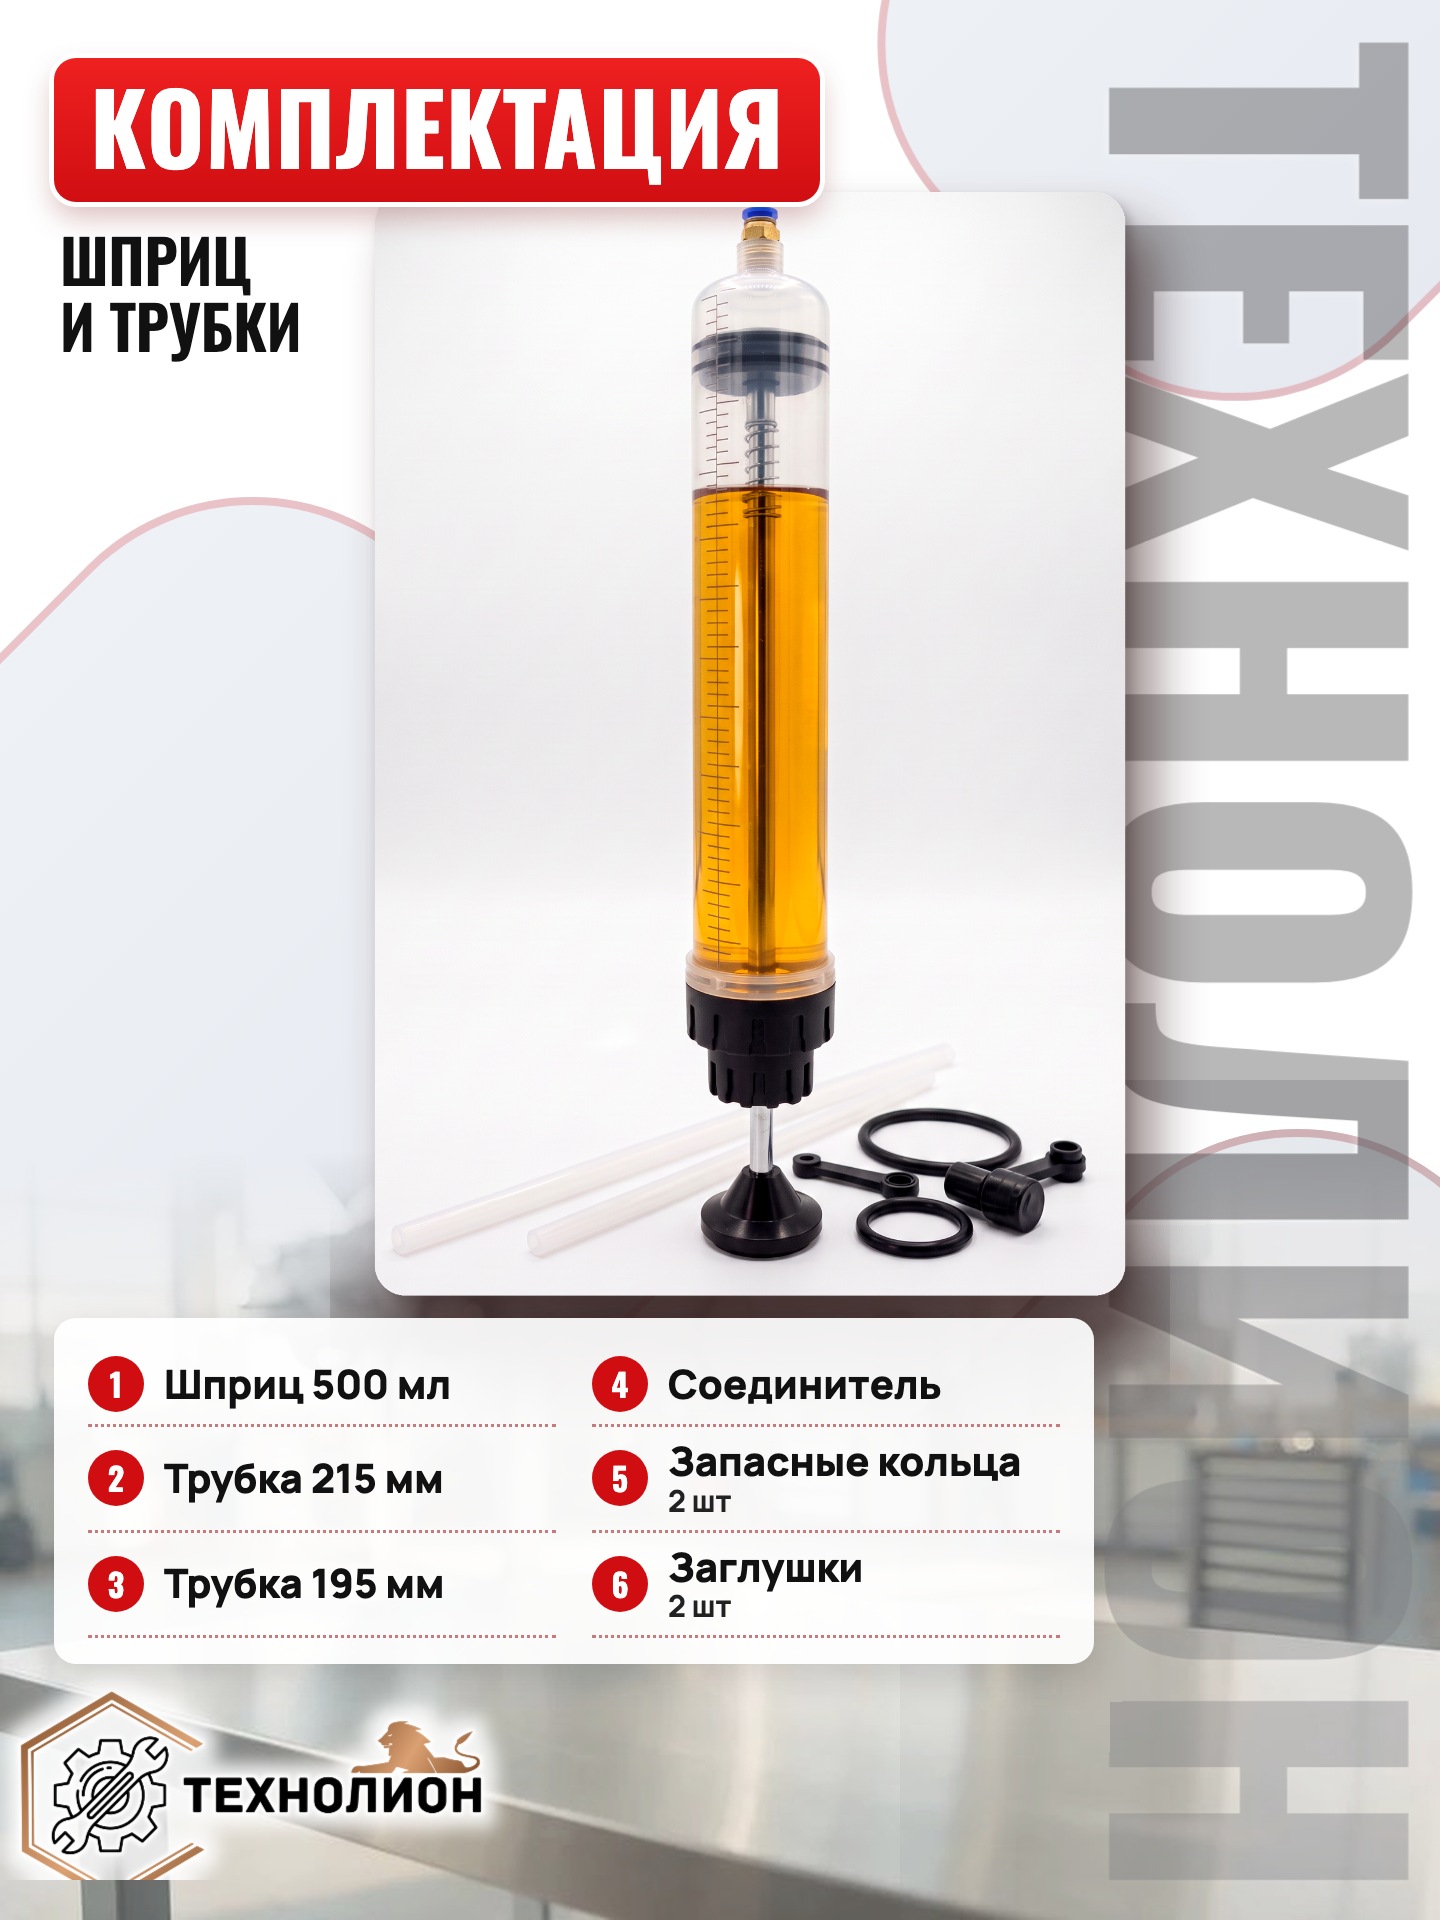 КОМПЛЕКТАЦИЯ
ШПРИЦ
И ТРУБКИ
1 Шприц 500 мл
2 Трубка 215 мм
3 Трубка 195 мм
4 Соединитель
5 Запасные кольца
2 шт
6 Заглушки
2 шт
ТЕХНОЛИОН
ТЕХНОЛИОН